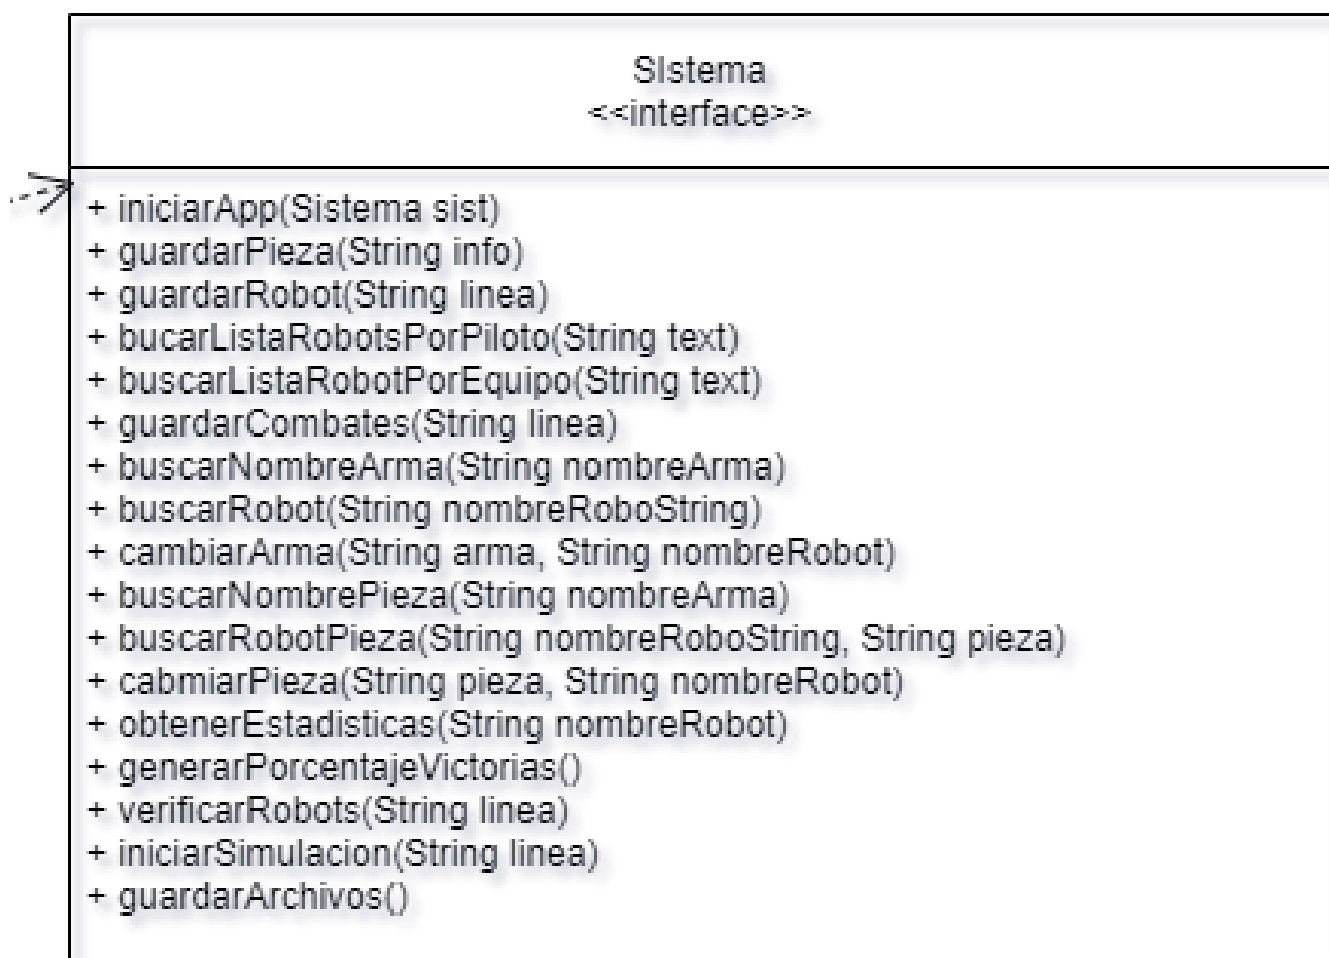 SIstema
<<interface>>
+ iniciarApp(Sistema sist)
+ guardarPieza(String info)
+ guardarRobot(String linea)
+ bucarListaRobotsPorPiloto(String text)
+ buscarListaRobotPorEquipo(String text)
+ guardarCombates(String linea)
+ buscarNombreArma(String nombreArma)
+ buscarRobot(String nombreRoboString)
+ cambiarArma(String arma, String nombreRobot)
+ buscarNombrePieza(String nombreArma)
+ buscarRobotPieza(String nombreRoboString, String pieza)
+ cabmiarPieza(String pieza, String nombreRobot)
+ obtenerEstadisticas(String nombreRobot)
+ generarPorcentajeVictorias()
+ verificarRobots(String linea)
+ iniciarSimulacion(String linea)
+ guardarArchivos()